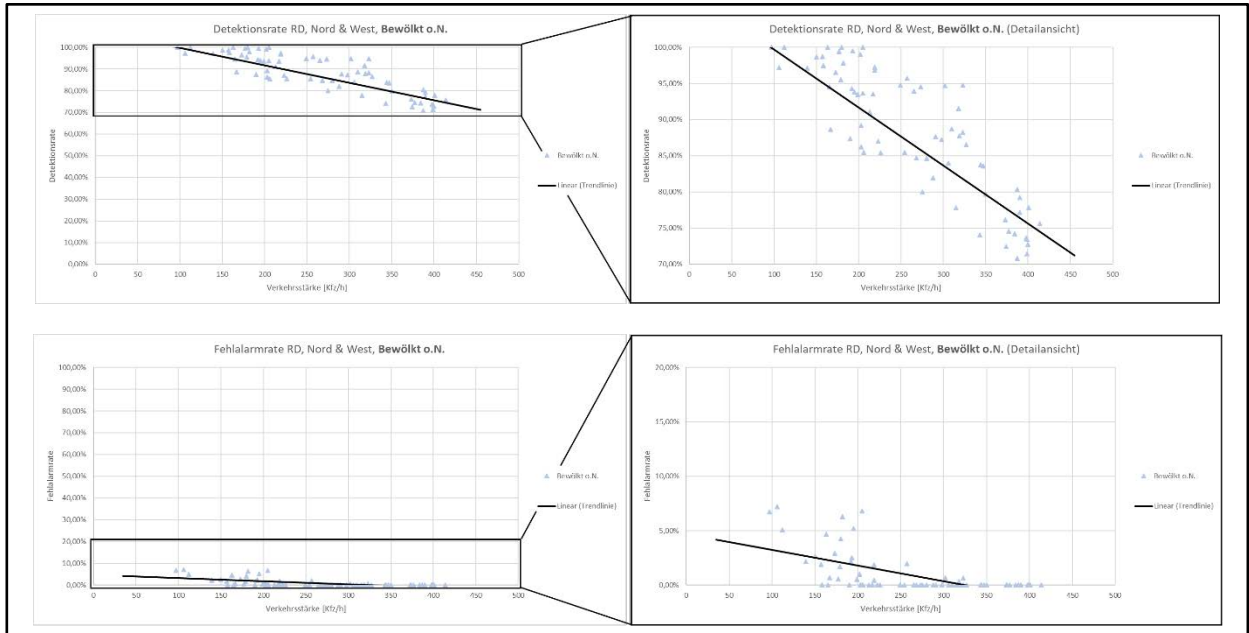 Detektionsrate RD, Nord & West, Bewölkt o.N.
100,00%
90,00%
80,00%
70,00%
60,00%
50,00%
40,00%
30,00%
20,00%
10,00%
0,00%
Detektionsrate
0 50 100 150 200 250 300 350 400 450 500
Verkehrsstärke [Kfz/h]
Bewölkt o.N.
Linear (Trendlinie)
Detektionsrate RD, Nord & West, Bewölkt o.N. (Detailansicht)
100,00%
95,00%
90,00%
85,00%
80,00%
75,00%
70,00%
Detektionsrate
0 50 100 150 200 250 300 350 400 450 500
Verkehrsstärke [Kfz/h]
Bewölkt o.N.
Linear (Trendlinie)
Fehlalarmrate RD, Nord & West, Bewölkt o.N.
100,00%
90,00%
80,00%
70,00%
60,00%
50,00%
40,00%
30,00%
20,00%
10,00%
0,00%
Fehlalarmrate
0 50 100 150 200 250 300 350 400 450 500
Verkehrsstärke [Kfz/h]
Bewölkt o.N.
Linear (Trendlinie)
Fehlalarmrate RD, Nord & West, Bewölkt o.N. (Detailansicht)
20,00%
15,00%
10,00%
5,00%
0,00%
Fehlalarmrate
0 50 100 150 200 250 300 350 400 450 500
Verkehrsstärke [Kfz/h]
Bewölkt o.N.
Linear (Trendlinie)